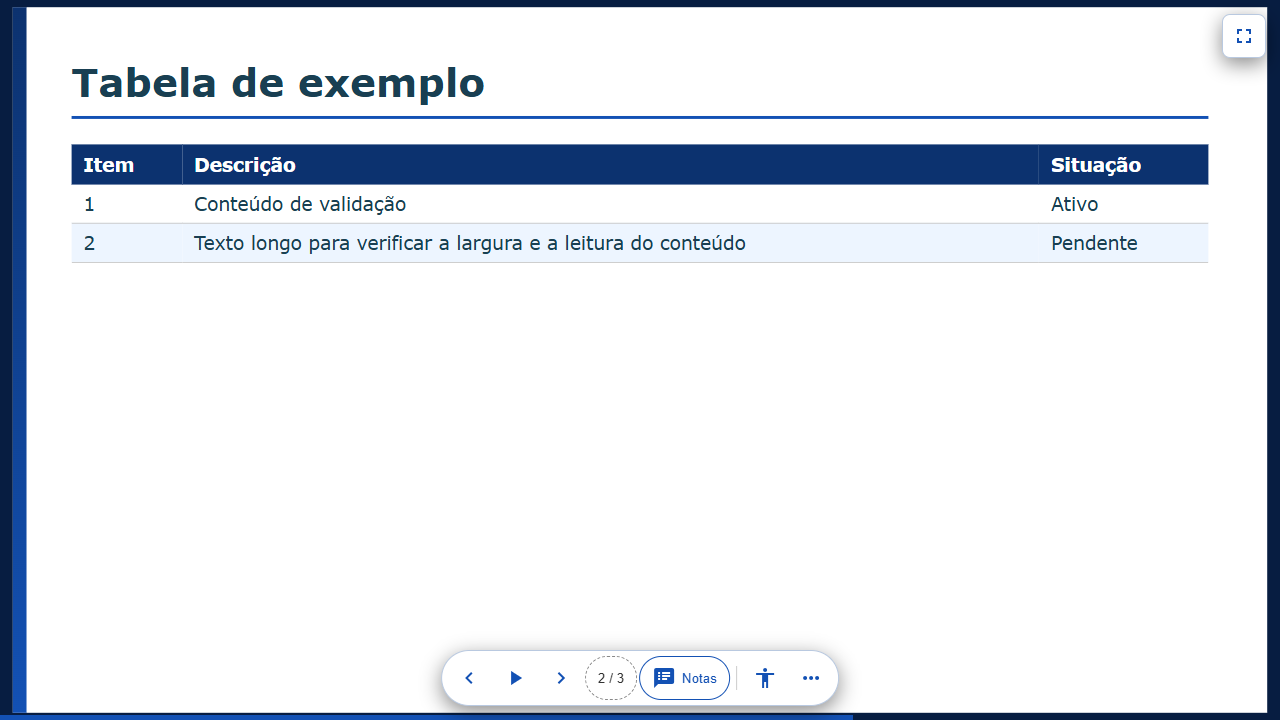 Tabela de exemplo
Item Descrição Situação
1 Conteúdo de validação Ativo
2 Texto longo para verificar a largura e a leitura do conteúdo Pendente
2 / 3 Notas